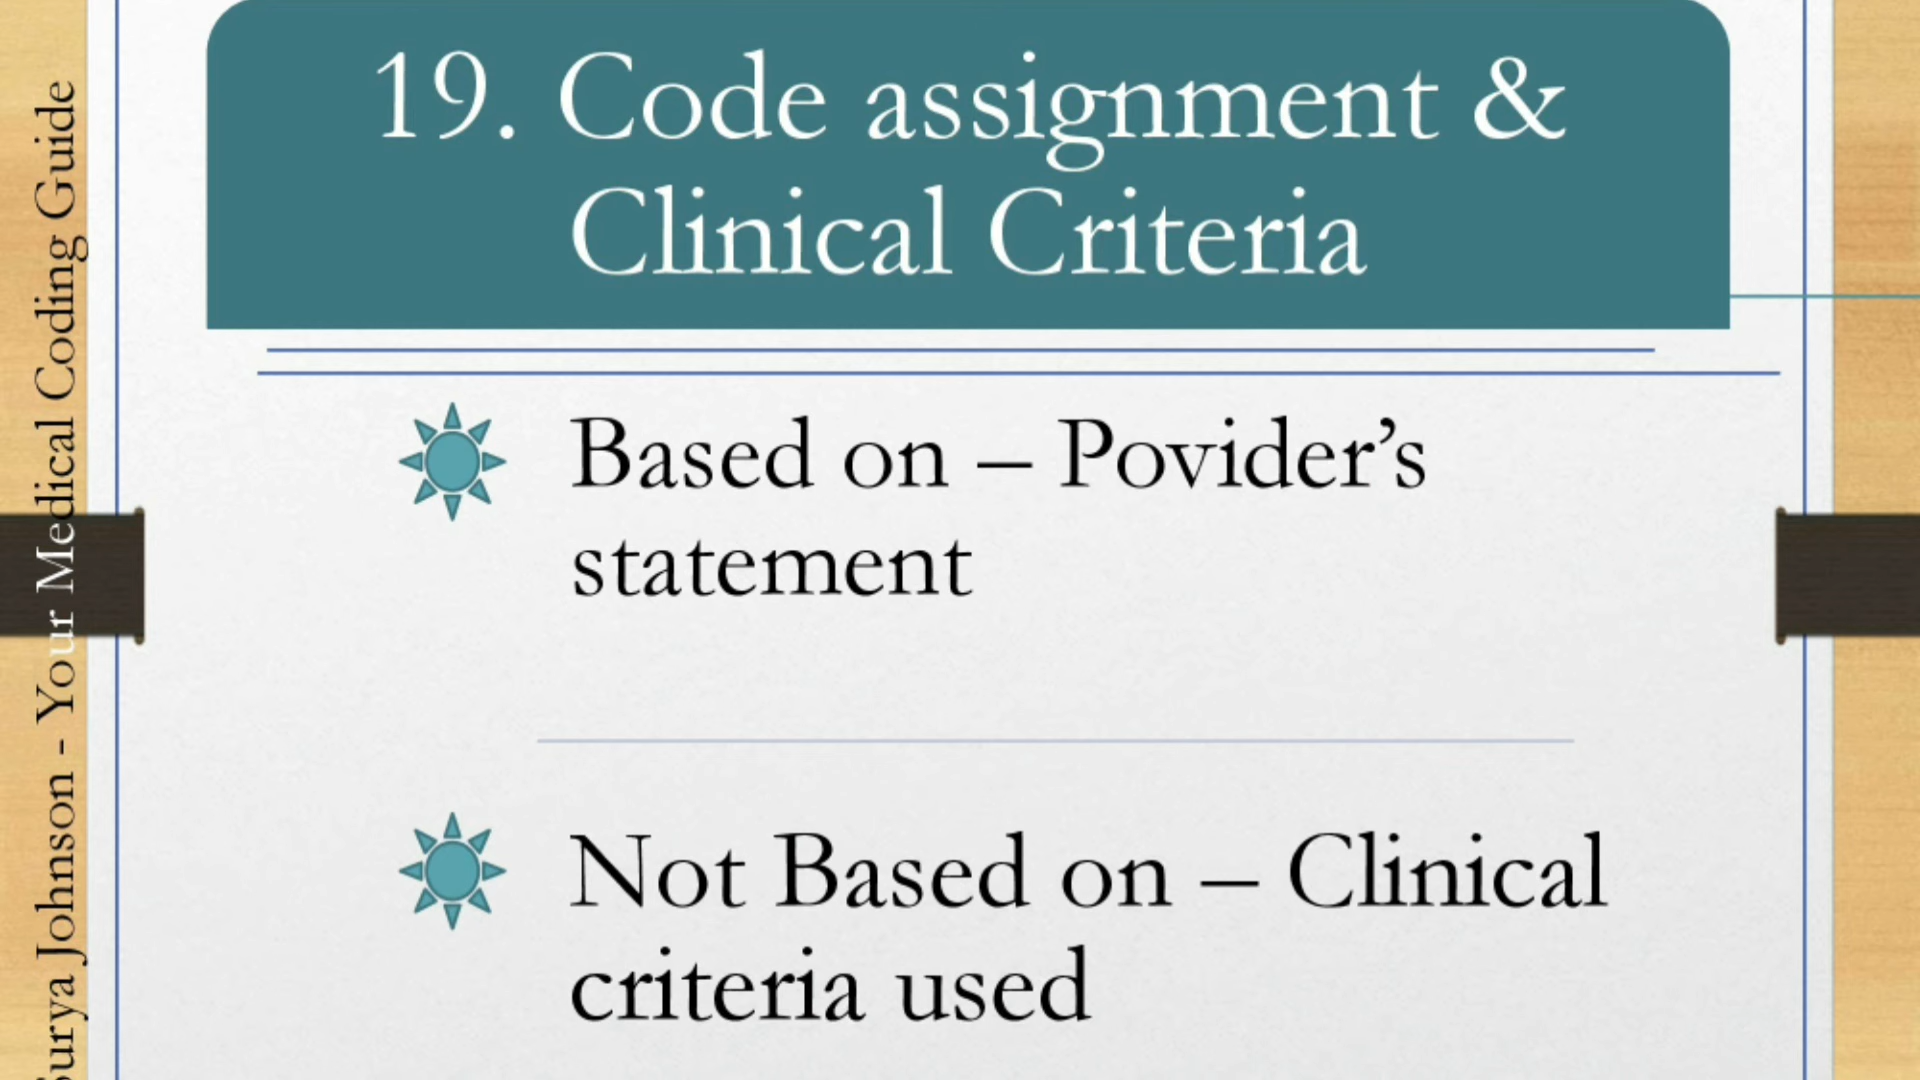 19. Code assignment &
Clinical Criteria
Based on – Povider’s
statement
Not Based on – Clinical
criteria used
Surya Johnson - Your Medical Coding Guide